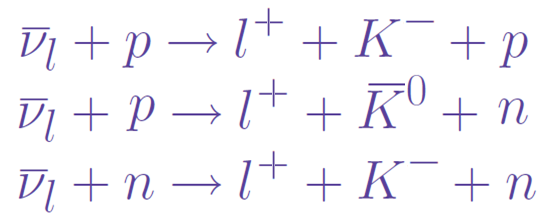 ν̅_l + p → l⁺ + K⁻ + p
ν̅_l + p → l⁺ + K̅⁰ + n
ν̅_l + n → l⁺ + K⁻ + n